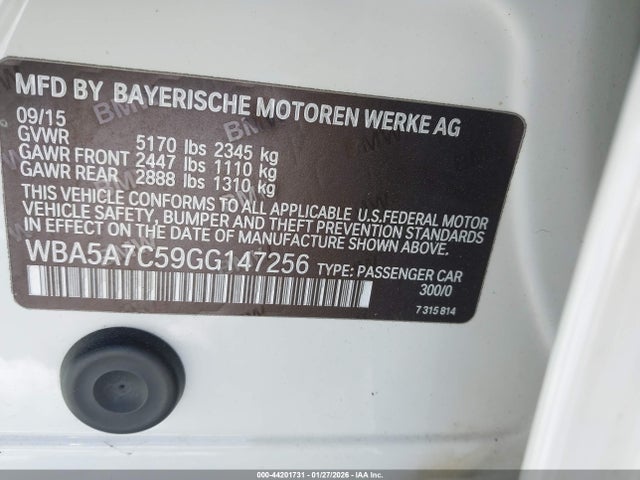 MFD BY BAYERISCHE MOTOREN WERKE AG
09/15
GVWR 5170 lbs 2345 kg
GAWR FRONT 2447 lbs 1110 kg
GAWR REAR 2888 lbs 1310 kg
THIS VEHICLE CONFORMS TO ALL APPLICABLE U.S.FEDERAL MOTOR
VEHICLE SAFETY, BUMPER AND THEFT PREVENTION STANDARDS
IN EFFECT ON THE DATE OF MANUFACTURE SHOWN ABOVE.
WBA5A7C59GG147256 TYPE: PASSENGER CAR
300/0
7 315 814
000-44201731 - 01/27/2026 - IAA Inc.